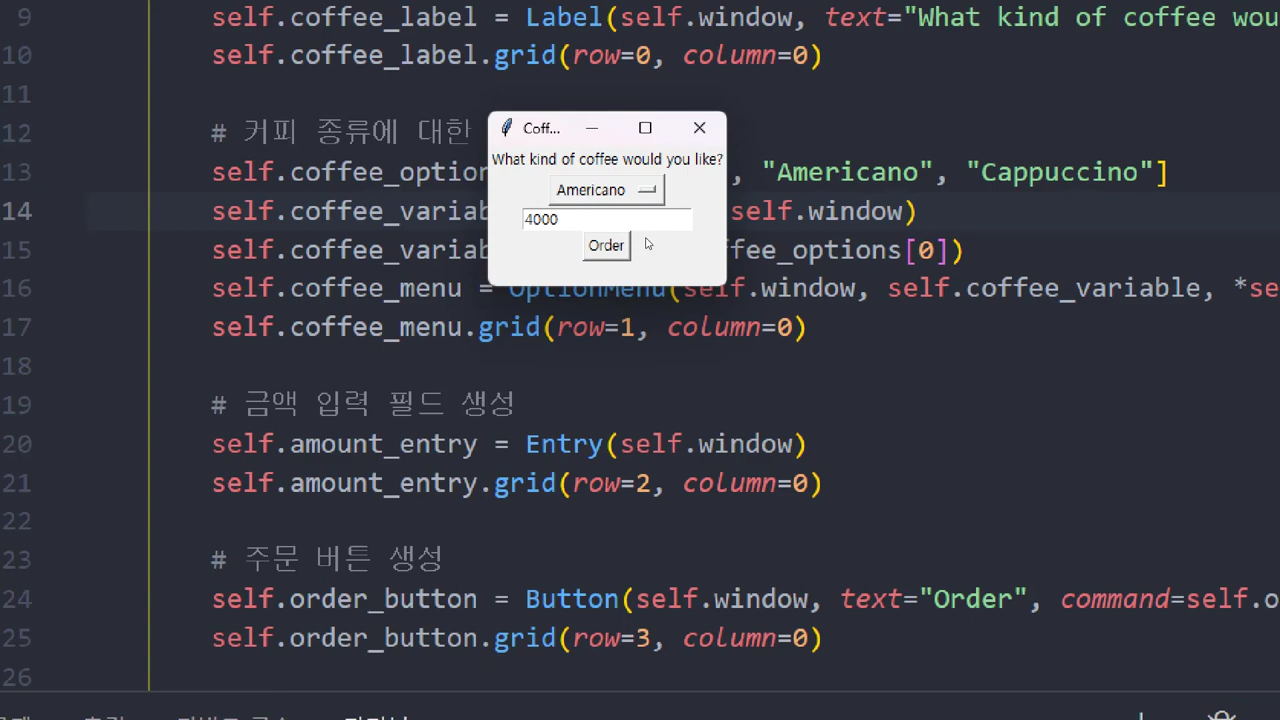 9 self.coffee_label = Label(self.window, text="What kind of coffee wou
10 self.coffee_label.grid(row=0, column=0)
11
12 # 커피 종류에 대한
13 self.coffee_option , "Americano", "Cappuccino"]
14 self.coffee_variab self.window)
15 self.coffee_variab ffee_options[0])
16 self.coffee_menu = OptionMenu(self.window, self.coffee_variable, *se
17 self.coffee_menu.grid(row=1, column=0)
18
19 # 금액 입력 필드 생성
20 self.amount_entry = Entry(self.window)
21 self.amount_entry.grid(row=2, column=0)
22
23 # 주문 버튼 생성
24 self.order_button = Button(self.window, text="Order", command=self.o
25 self.order_button.grid(row=3, column=0)
26
Coff...
What kind of coffee would you like?
Americano
4000
Order